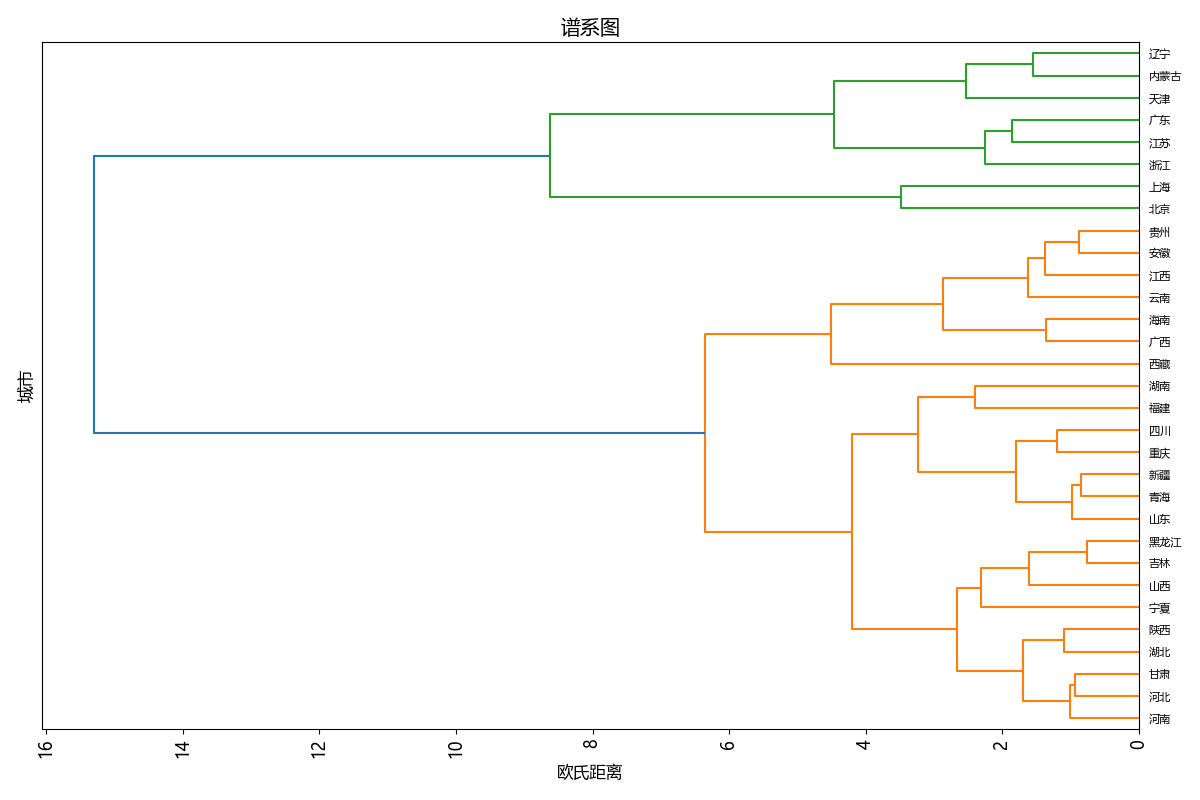 谱系图
辽宁
内蒙古
天津
广东
江苏
浙江
上海
北京
贵州
安徽
江西
云南
海南
广西
西藏
湖南
福建
四川
重庆
新疆
青海
山东
黑龙江
吉林
山西
宁夏
陕西
湖北
甘肃
河北
河南
城市
16 14 12 10 8 6 4 2 0
欧氏距离